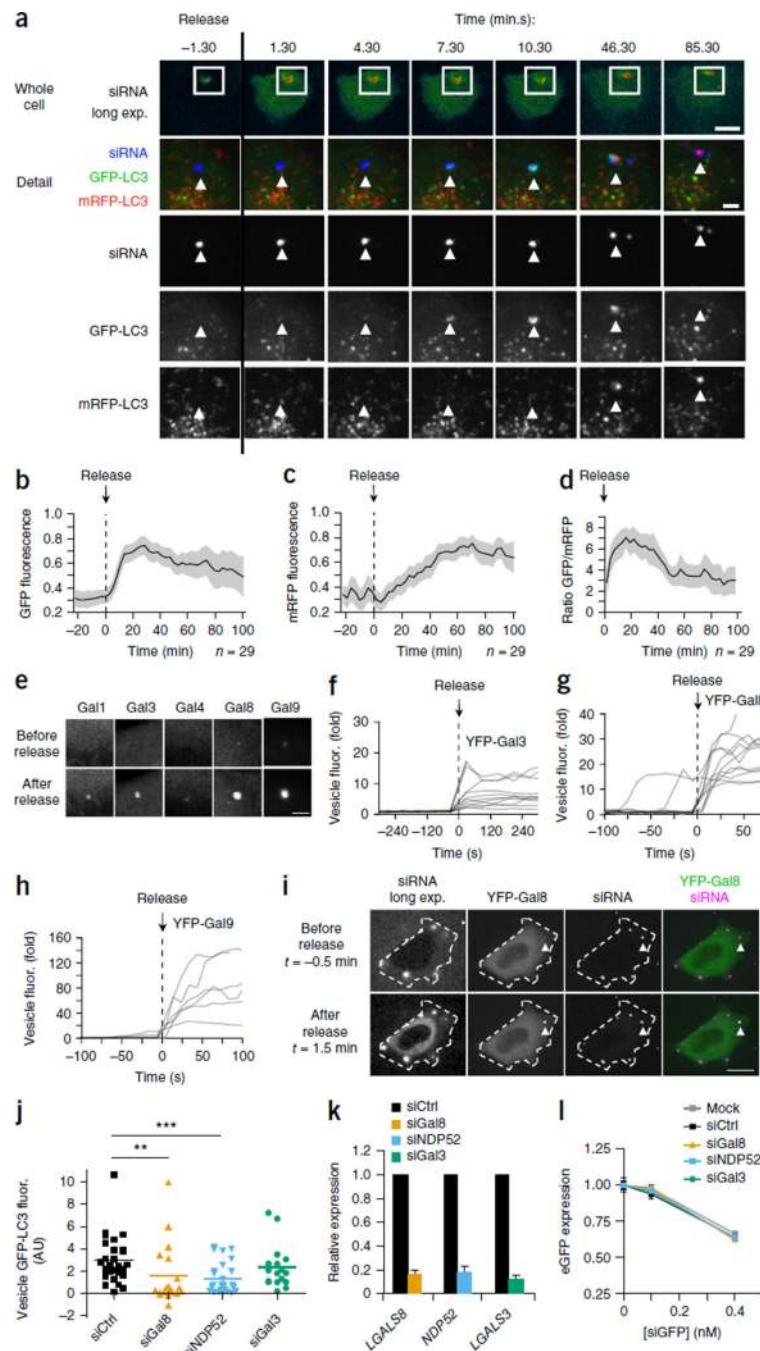 a
Release
Time (min.s):
−1.30 1.30 4.30 7.30 10.30 46.30 85.30
Whole cell
siRNA long exp.
Detail
siRNA
GFP-LC3
mRFP-LC3
siRNA
GFP-LC3
mRFP-LC3
b
Release
GFP fluorescence
1.0
0.8
0.6
0.4
0.2
−20 0 20 40 60 80 100
Time (min) n = 29
c
Release
mRFP fluorescence
1.0
0.8
0.6
0.4
0.2
−20 0 20 40 60 80 100
Time (min) n = 29
d
Release
Ratio GFP/mRFP
8
6
4
2
0
0 20 40 60 80 100
Time (min) n = 29
e
Gal1 Gal3 Gal4 Gal8 Gal9
Before release
After release
f
Release
YFP-Gal3
Vesicle fluor. (fold)
30
20
10
0
−240 −120 0 120 240
Time (s)
g
Release
YFP-Gal
Vesicle fluor. (fold)
40
30
20
10
0
−100 −50 0 50
Time (s)
h
Release
YFP-Gal9
Vesicle fluor. (fold)
160
120
80
40
0
−100 −75 −50 −25 0 25 50 75 100
Time (s)
i
siRNA long exp.
YFP-Gal8
siRNA
YFP-Gal8
siRNA
Before release
t = −0.5 min
After release
t = 1.5 min
j
***
**
Vesicle GFP-LC3 fluor. (AU)
12
10
8
6
4
2
0
−2
siCtrl siGal8 siNDP52 siGal3
k
siCtrl
siGal8
siNDP52
siGal3
Relative expression
1.2
1.0
0.8
0.6
0.4
0.2
0
LGALS8 NDP52 LGALS3
l
Mock
siCtrl
siGal8
siNDP52
siGal3
eGFP expression
1.25
1.00
0.75
0.50
0.25
0 0.2 0.4
[siGFP] (nM)